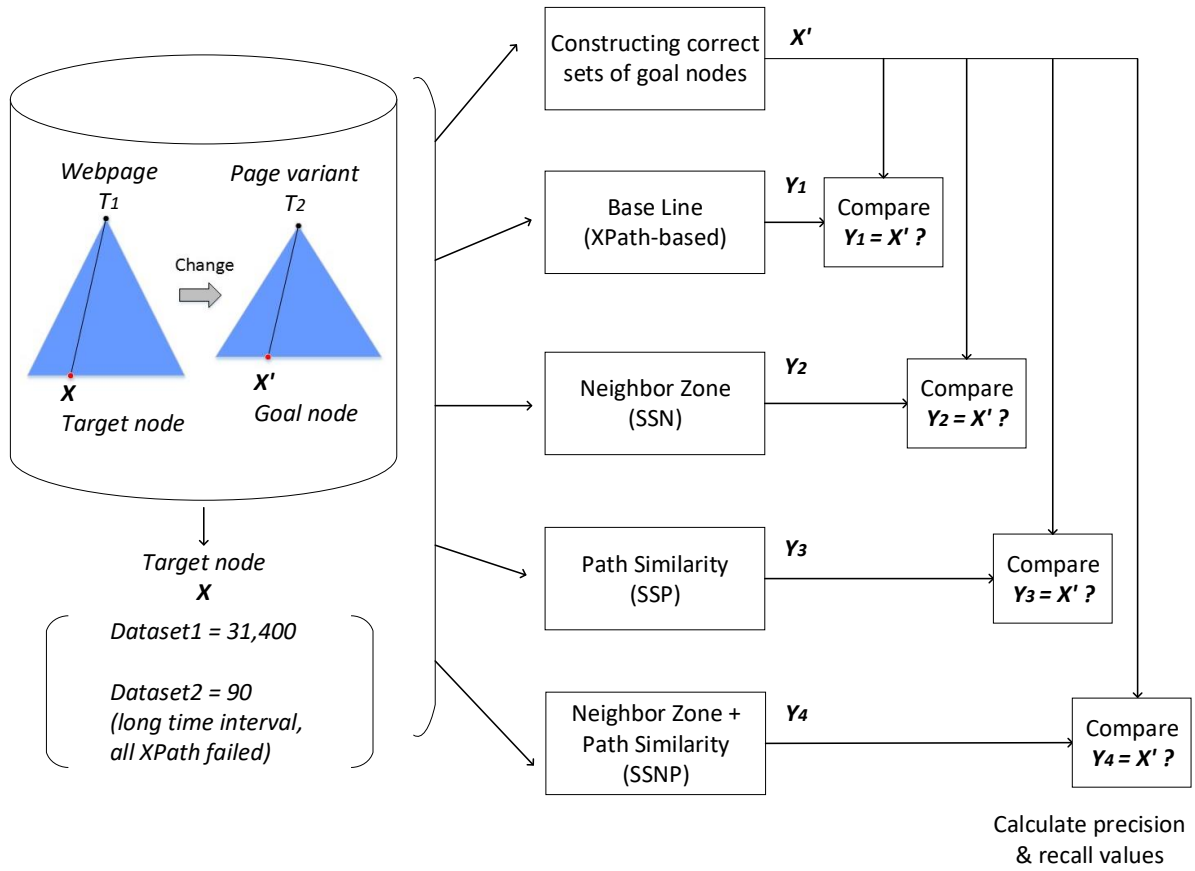 Webpage
T1
Page variant
T2
Change
X
Target node
X'
Goal node
Target node
X
Dataset1 = 31,400
Dataset2 = 90
(long time interval,
all XPath failed)
Constructing correct
sets of goal nodes
X'
Base Line
(XPath-based)
Y1
Compare
Y1 = X' ?
Neighbor Zone
(SSN)
Y2
Compare
Y2 = X' ?
Path Similarity
(SSP)
Y3
Compare
Y3 = X' ?
Neighbor Zone +
Path Similarity
(SSNP)
Y4
Compare
Y4 = X' ?
Calculate precision
& recall values